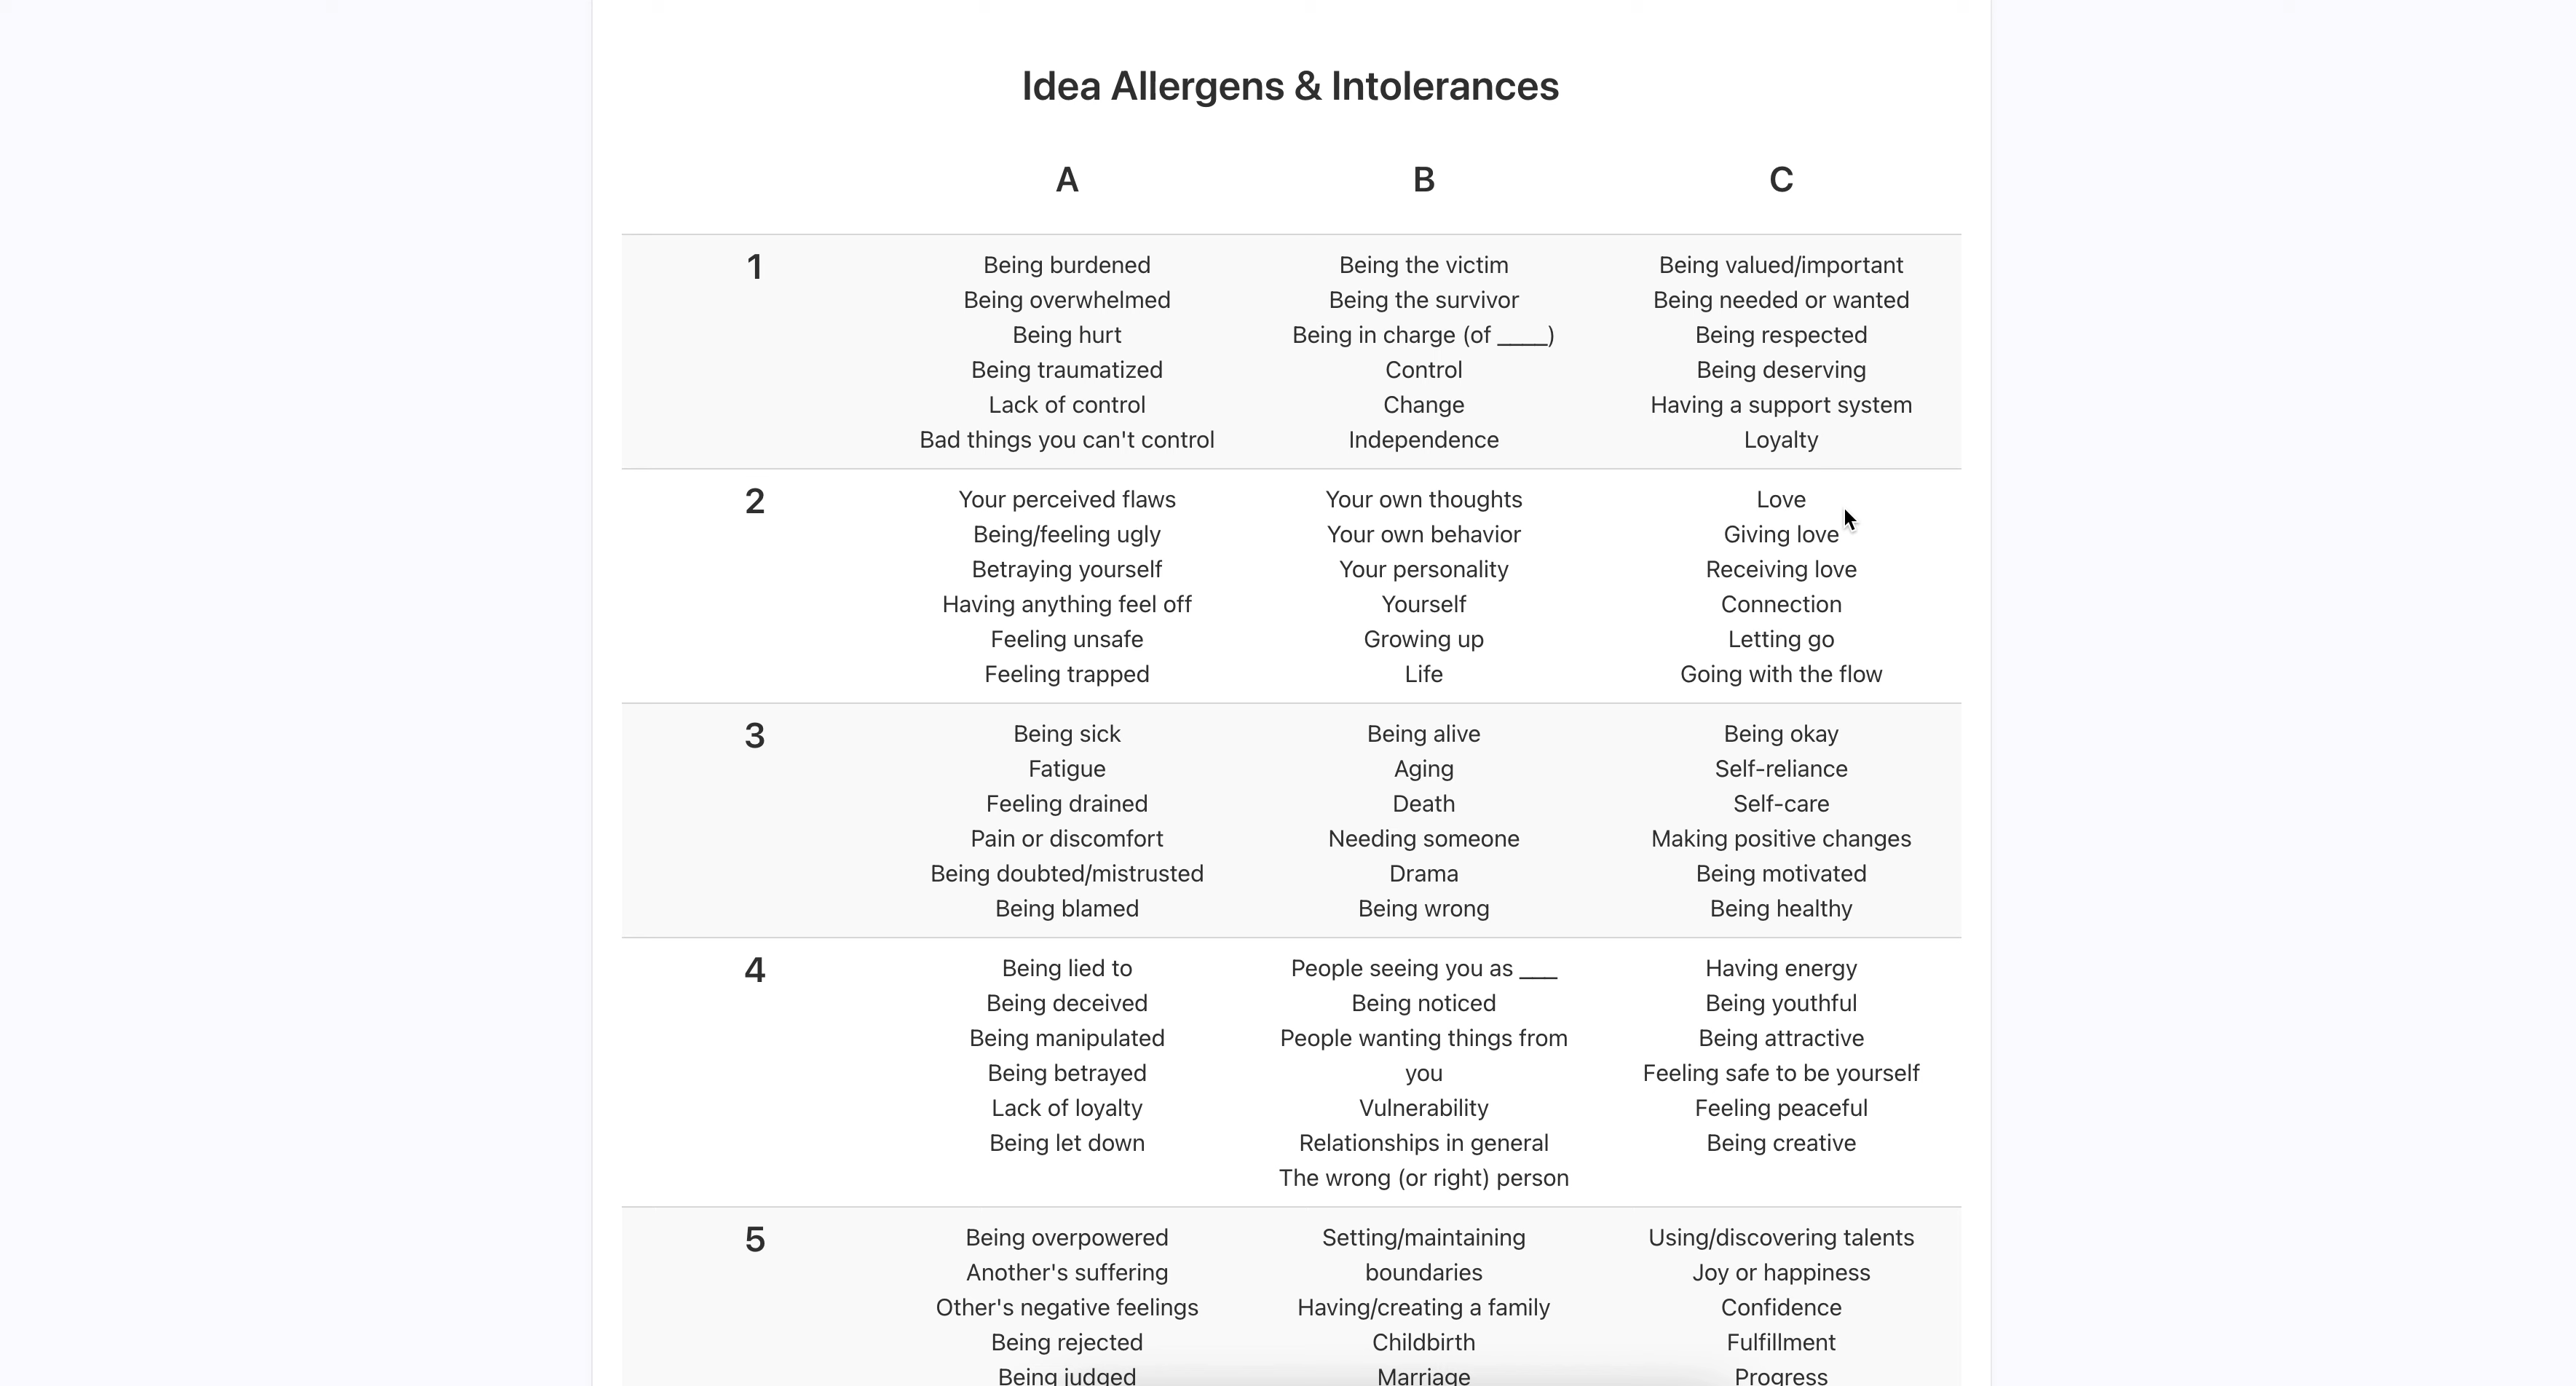 Idea Allergens & Intolerances
A B C
1
Being burdened
Being overwhelmed
Being hurt
Being traumatized
Lack of control
Bad things you can't control
Being the victim
Being the survivor
Being in charge (of ____)
Control
Change
Independence
Being valued/important
Being needed or wanted
Being respected
Being deserving
Having a support system
Loyalty
2
Your perceived flaws
Being/feeling ugly
Betraying yourself
Having anything feel off
Feeling unsafe
Feeling trapped
Your own thoughts
Your own behavior
Your personality
Yourself
Growing up
Life
Love
Giving love
Receiving love
Connection
Letting go
Going with the flow
3
Being sick
Fatigue
Feeling drained
Pain or discomfort
Being doubted/mistrusted
Being blamed
Being alive
Aging
Death
Needing someone
Drama
Being wrong
Being okay
Self-reliance
Self-care
Making positive changes
Being motivated
Being healthy
4
Being lied to
Being deceived
Being manipulated
Being betrayed
Lack of loyalty
Being let down
People seeing you as ___
Being noticed
People wanting things from
you
Vulnerability
Relationships in general
The wrong (or right) person
Having energy
Being youthful
Being attractive
Feeling safe to be yourself
Feeling peaceful
Being creative
5
Being overpowered
Another's suffering
Other's negative feelings
Being rejected
Being judged
Setting/maintaining
boundaries
Having/creating a family
Childbirth
Marriage
Using/discovering talents
Joy or happiness
Confidence
Fulfillment
Progress